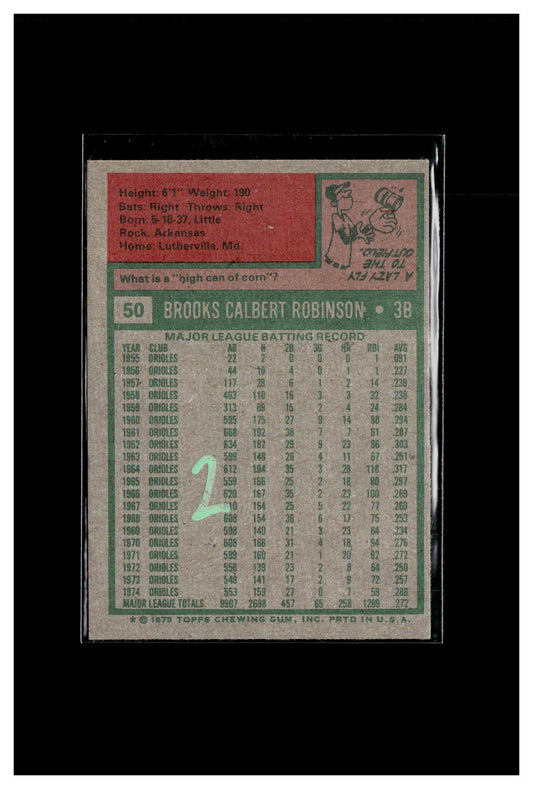 Height: 6'1" Weight: 190
Bats: Right Throws: Right
Born: 5-18-37, Little
Rock, Arkansas
Home: Lutherville, Md.
What is a "high can of corn"?
A LAZY FLY
TO THE
OUTFIELD.
50 BROOKS CALBERT ROBINSON • 3B
MAJOR LEAGUE BATTING RECORD
YEAR CLUB AB H 2B 3B HR RBI AVG
1955 ORIOLES 22 2 0 0 0 1 .091
1956 ORIOLES 44 10 4 0 1 1 .227
1957 ORIOLES 117 28 6 1 2 14 .239
1958 ORIOLES 463 110 16 3 3 32 .238
1959 ORIOLES 313 88 15 2 4 24 .284
1960 ORIOLES 595 175 27 9 14 88 .294
1961 ORIOLES 668 192 38 7 7 61 .287
1962 ORIOLES 634 192 29 9 23 86 .303
1963 ORIOLES 589 148 26 4 11 67 .251
1964 ORIOLES 612 194 35 3 28 118 .317
1965 ORIOLES 559 166 25 2 18 80 .297
1966 ORIOLES 620 167 35 2 23 100 .269
1967 ORIOLES 10 164 25 5 22 77 .269
1968 ORIOLES 608 154 36 6 17 75 .253
1969 ORIOLES 598 140 21 3 23 84 .234
1970 ORIOLES 608 168 31 4 18 94 .276
1971 ORIOLES 589 160 21 1 20 92 .272
1972 ORIOLES 556 139 23 2 8 64 .250
1973 ORIOLES 549 141 17 2 9 72 .257
1974 ORIOLES 553 159 27 0 7 59 .288
MAJOR LEAGUE TOTALS 9907 2698 457 65 258 1289 .272
2
* © 1975 TOPPS CHEWING GUM, INC. PRTD IN U.S.A.